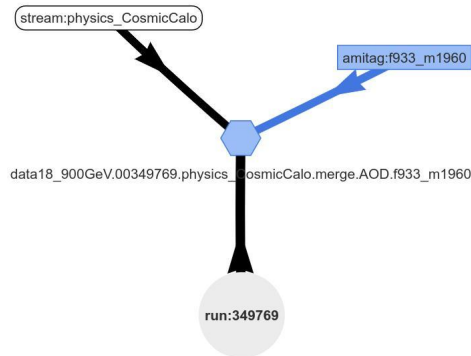 stream:physics_CosmicCalo
amitag:f933_m1960
data18_900GeV.00349769.physics_CosmicCalo.merge.AOD.f933_m1960
run:349769